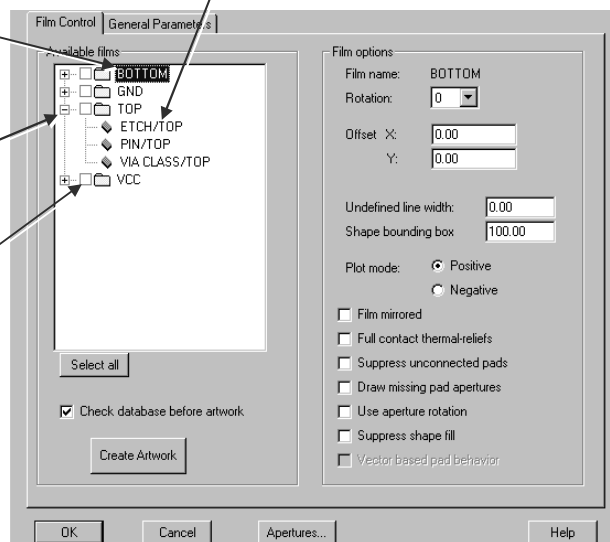 Film Control
General Parameters
Available films
BOTTOM
GND
TOP
ETCH/TOP
PIN/TOP
VIA CLASS/TOP
VCC
Select all
Check database before artwork
Create Artwork
Film options
Film name: BOTTOM
Rotation: 0
Offset X: 0.00
Y: 0.00
Undefined line width: 0.00
Shape bounding box 100.00
Plot mode: Positive
Negative
Film mirrored
Full contact thermal-reliefs
Suppress unconnected pads
Draw missing pad apertures
Use aperture rotation
Suppress shape fill
Vector based pad behavior
OK
Cancel
Apertures...
Help